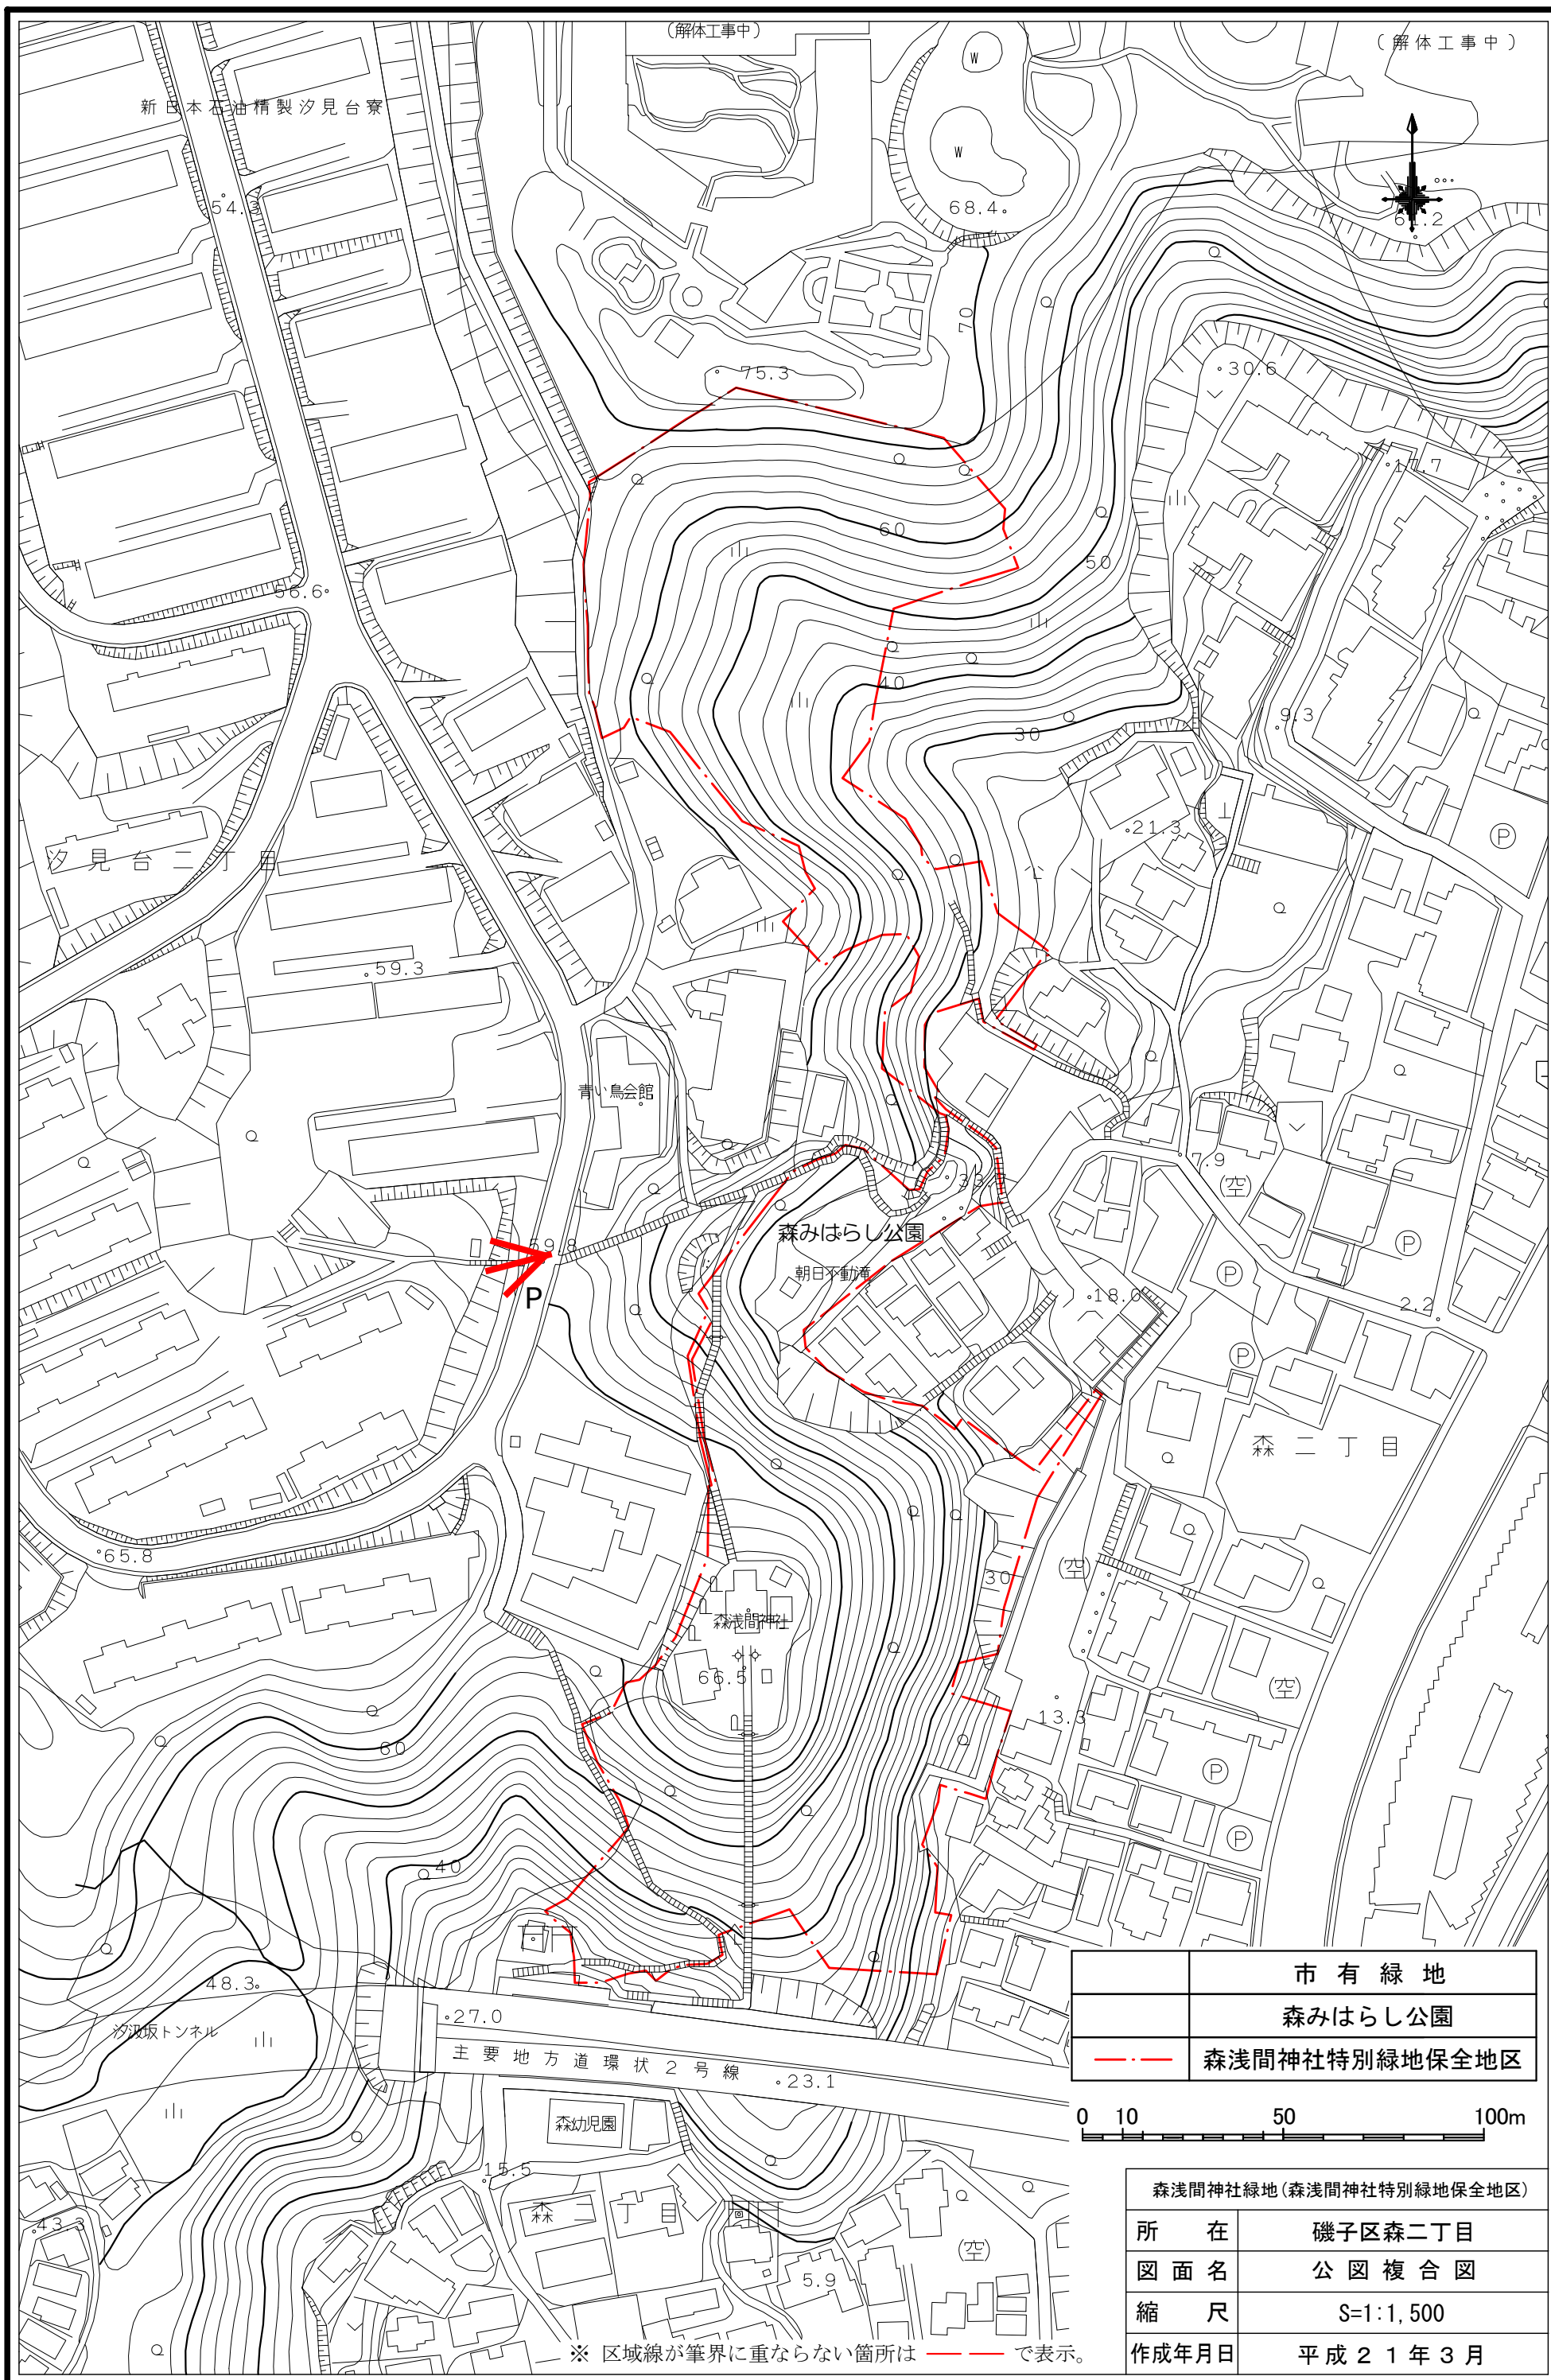 (解体工事中)
(解体工事中)
W
新日本石油精製汐見台寮
W
54.3
68.4
61.2
70
75.3
30.6
60
50
56.6
40
9.3
30
21.3
P
汐見台二丁目
59.3
青い鳥会館
7.9
(空)
森みはらし公園
P
59.8
朝日不動滝
P
P
18.0
2.2
P
森二丁目
65.8
(空)
30
森浅間神社
66.5
(空)
13.3
60
P
P
40
48.3
27.0
汐汲坂トンネル
主要地方道環状2号線
23.1
市有緑地
森みはらし公園
森浅間神社特別緑地保全地区
0 10 50 100m
森幼児園
15.5
森二丁目
43.3
(空)
5.9
森浅間神社緑地(森浅間神社特別緑地保全地区)
所在 磯子区森二丁目
図面名 公図複合図
縮尺 S=1:1,500
作成年月日 平成21年3月
※ 区域線が筆界に重ならない箇所は で表示。